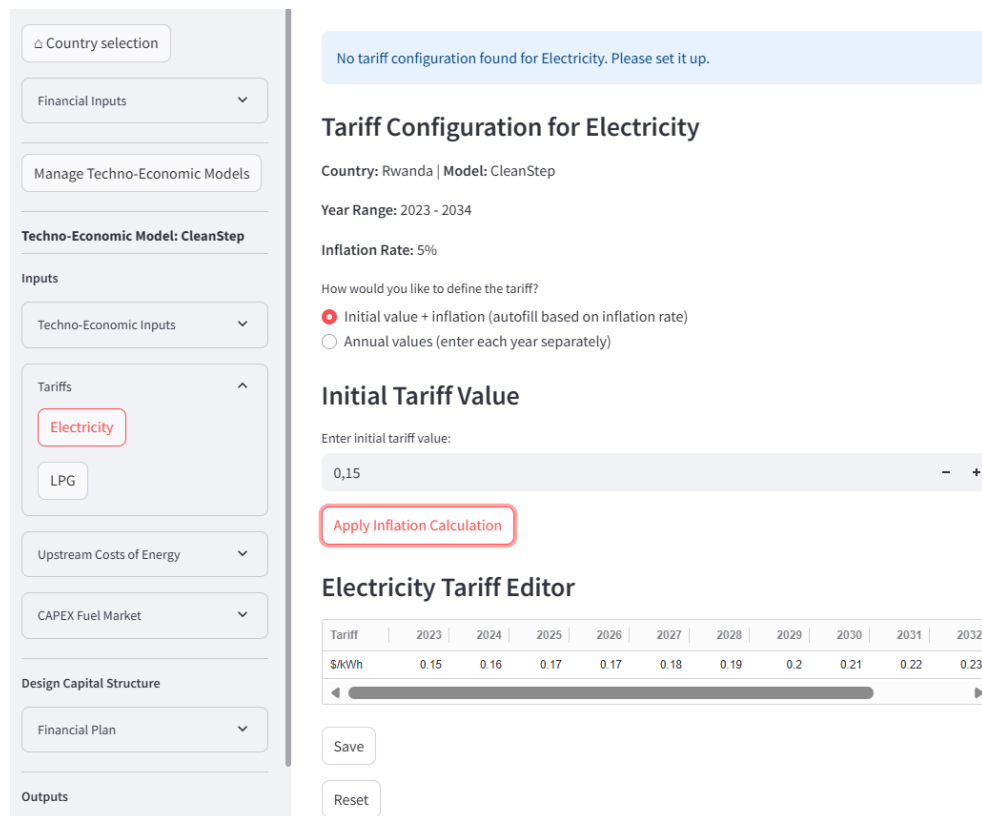 ⌂ Country selection
Financial Inputs
Manage Techno-Economic Models
Techno-Economic Model: CleanStep
Inputs
Techno-Economic Inputs
Tariffs
Electricity
LPG
Upstream Costs of Energy
CAPEX Fuel Market
Design Capital Structure
Financial Plan
Outputs
No tariff configuration found for Electricity. Please set it up.
Tariff Configuration for Electricity
Country: Rwanda | Model: CleanStep
Year Range: 2023 - 2034
Inflation Rate: 5%
How would you like to define the tariff?
Initial value + inflation (autofill based on inflation rate)
Annual values (enter each year separately)
Initial Tariff Value
Enter initial tariff value:
0,15 − +
Apply Inflation Calculation
Electricity Tariff Editor
Tariff 2023 2024 2025 2026 2027 2028 2029 2030 2031 2032
$/kWh 0.15 0.16 0.17 0.17 0.18 0.19 0.2 0.21 0.22 0.23
Save
Reset